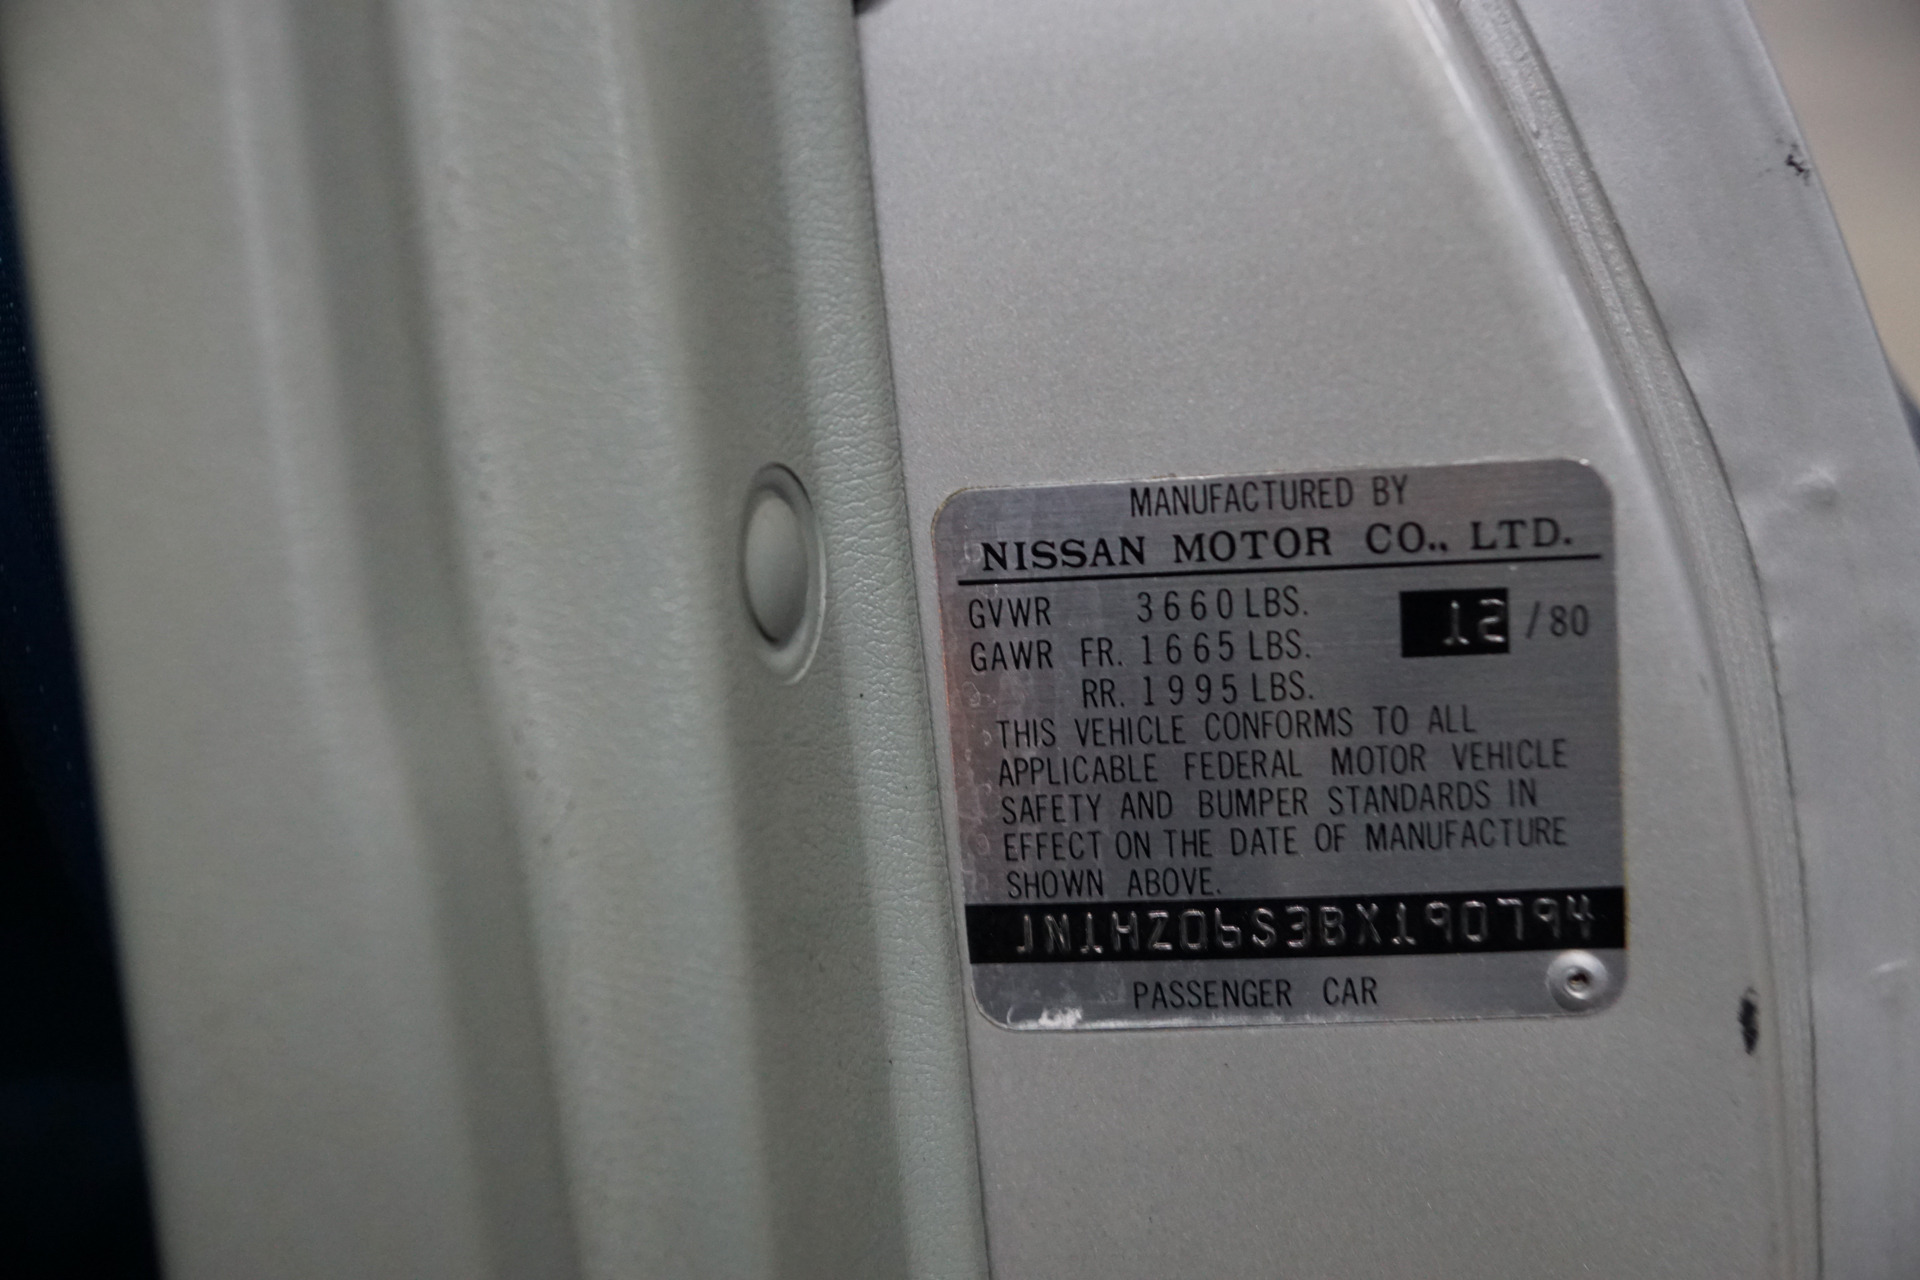 MANUFACTURED BY
NISSAN MOTOR CO., LTD.
GVWR 3660 LBS.
12 /80
GAWR FR. 1665 LBS.
RR. 1995 LBS.
THIS VEHICLE CONFORMS TO ALL
APPLICABLE FEDERAL MOTOR VEHICLE
SAFETY AND BUMPER STANDARDS IN
EFFECT ON THE DATE OF MANUFACTURE
SHOWN ABOVE.
JN1HZ06S3BX190794
PASSENGER CAR